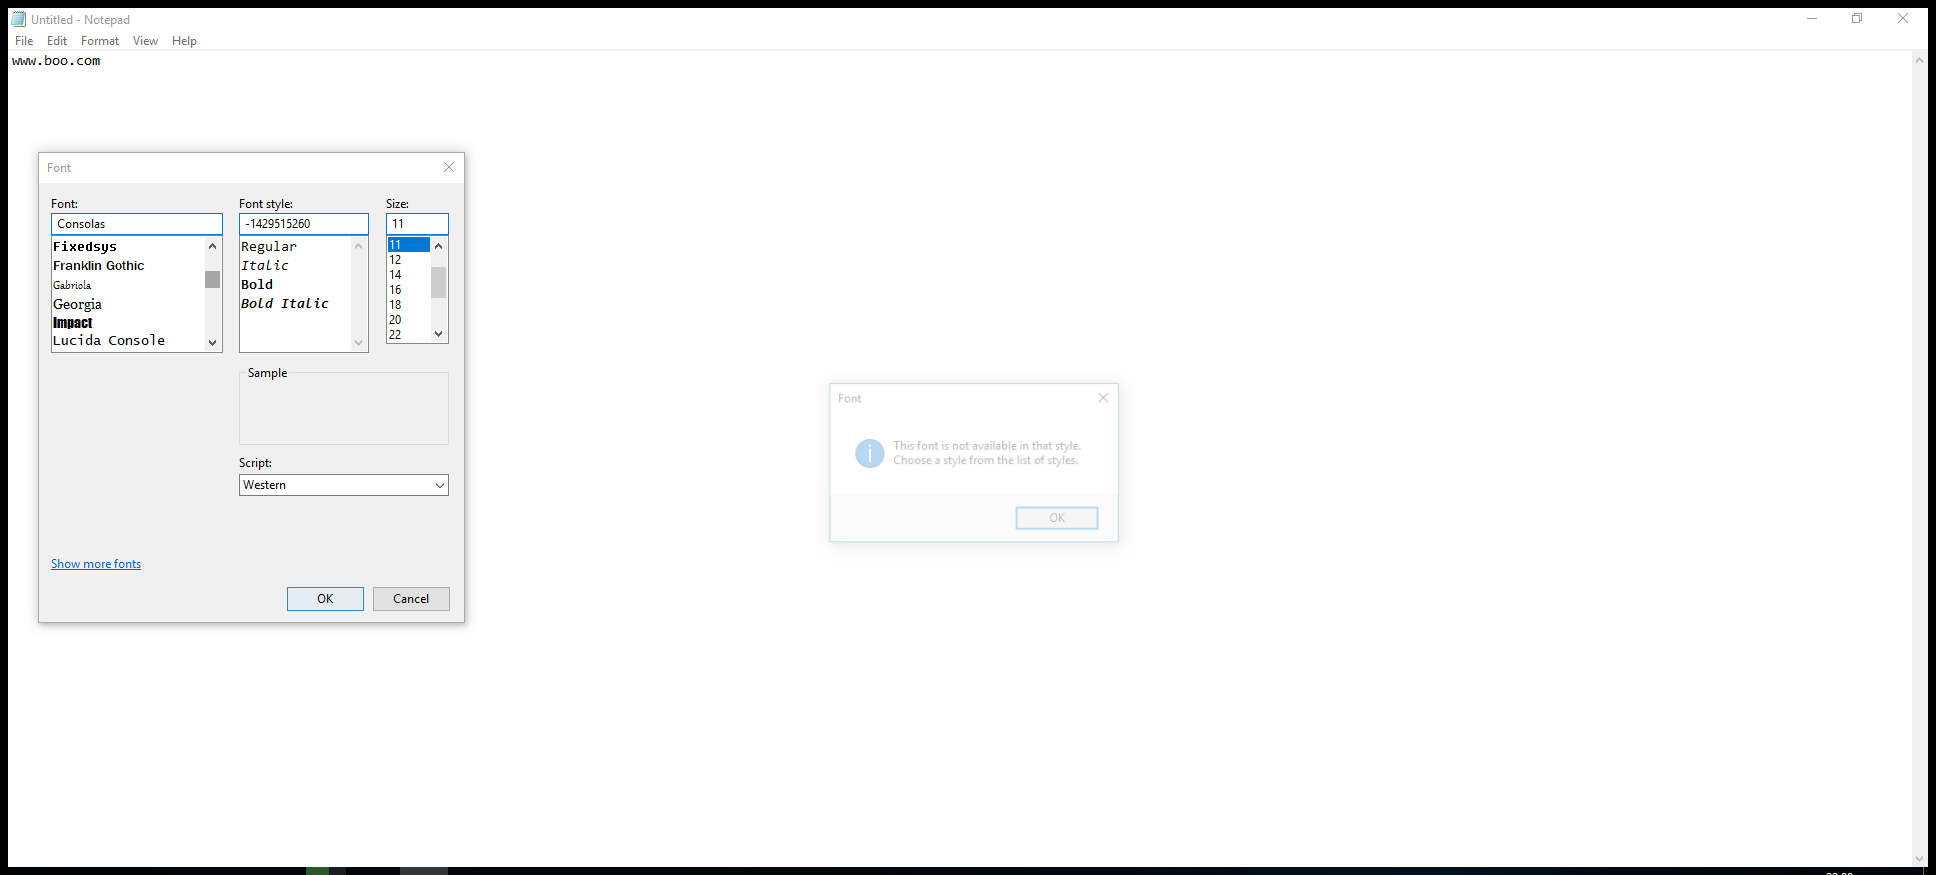 Untitled - Notepad
File Edit Format View Help
www.boo.com
Font
Font: Font style: Size:
Consolas -1429515260 11
Fixedsys
Franklin Gothic
Gabriola
Georgia
Impact
Lucida Console
Regular
Italic
Bold
Bold Italic
11
12
14
16
18
20
22
Sample
Script:
Western
Show more fonts
OK Cancel
Font
This font is not available in that style.
Choose a style from the list of styles.
OK